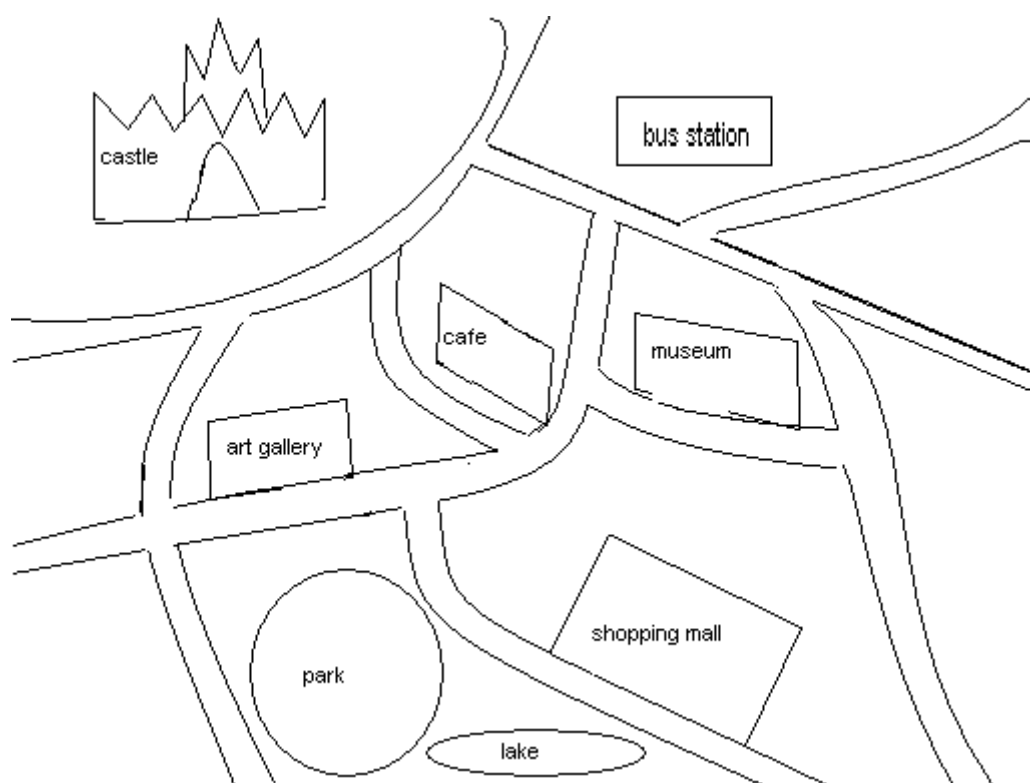 bus station
castle
cafe
museum
art gallery
shopping mall
park
lake